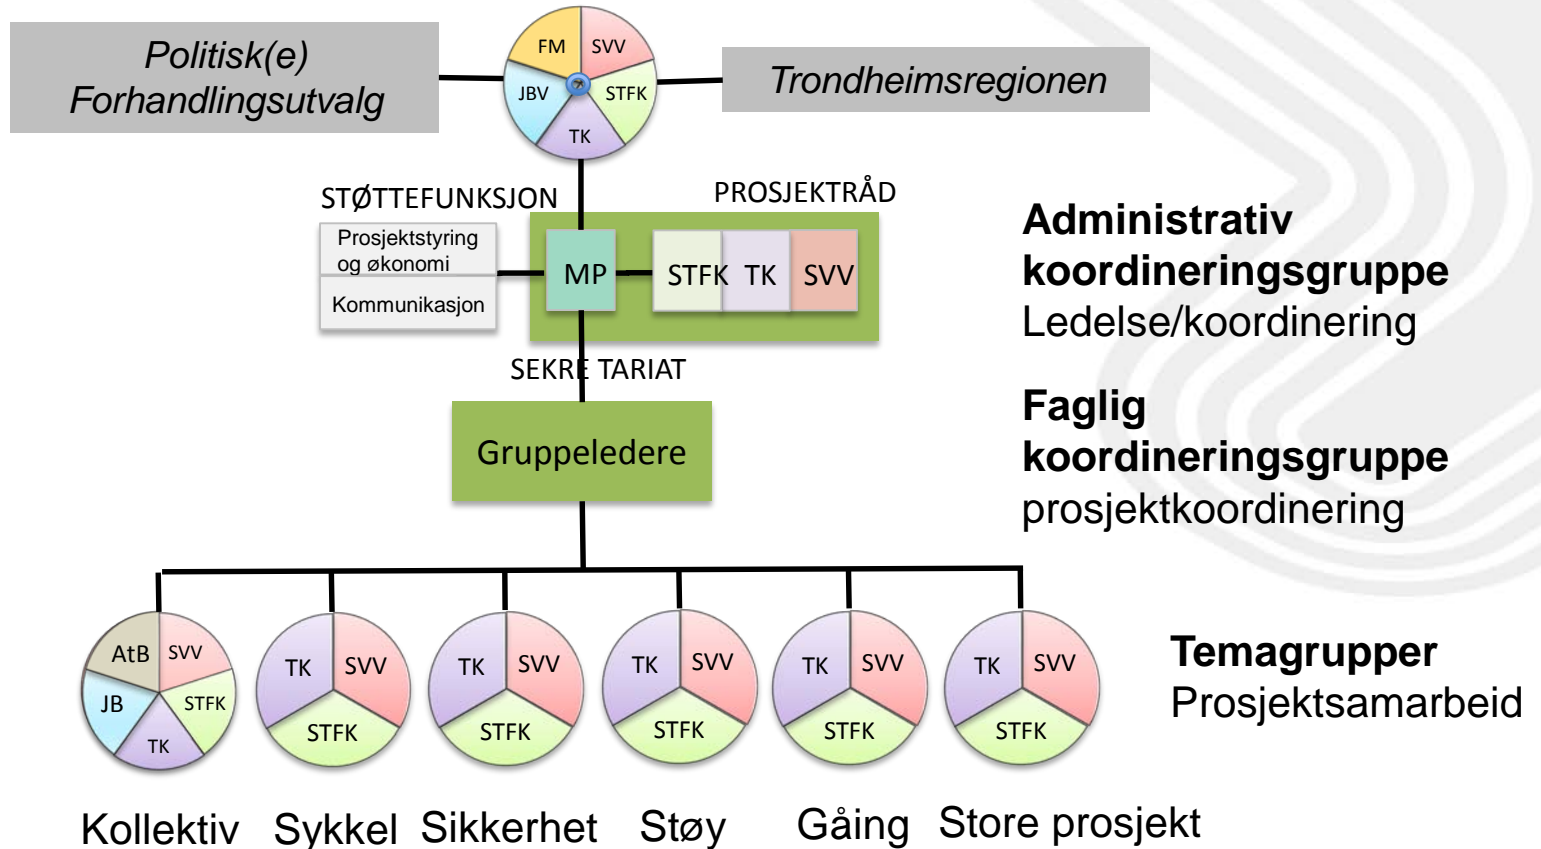 Politisk(e)
Forhandlingsutvalg
FM
SVV
JBV
STFK
TK
Trondheimsregionen
STØTTEFUNKSJON
PROSJEKTRÅD
Prosjektstyring
og økonomi
Kommunikasjon
MP
STFK TK SVV
SEKRE TARIAT
Gruppeledere
Administrativ
koordineringsgruppe
Ledelse/koordinering
Faglig
koordineringsgruppe
prosjektkoordinering
AtB
SVV
JB
STFK
TK
TK
SVV
STFK
TK
SVV
STFK
TK
SVV
STFK
TK
SVV
STFK
TK
SVV
STFK
Temagrupper
Prosjektsamarbeid
Kollektiv Sykkel Sikkerhet Støy Gåing Store prosjekt